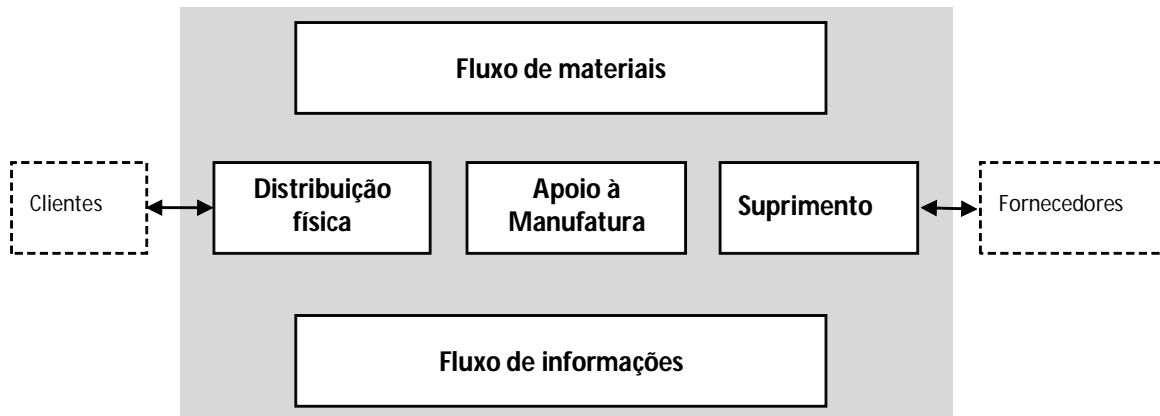 Fluxo de materiais
Clientes
Distribuição
física
Apoio à
Manufatura
Suprimento
Fornecedores
Fluxo de informações